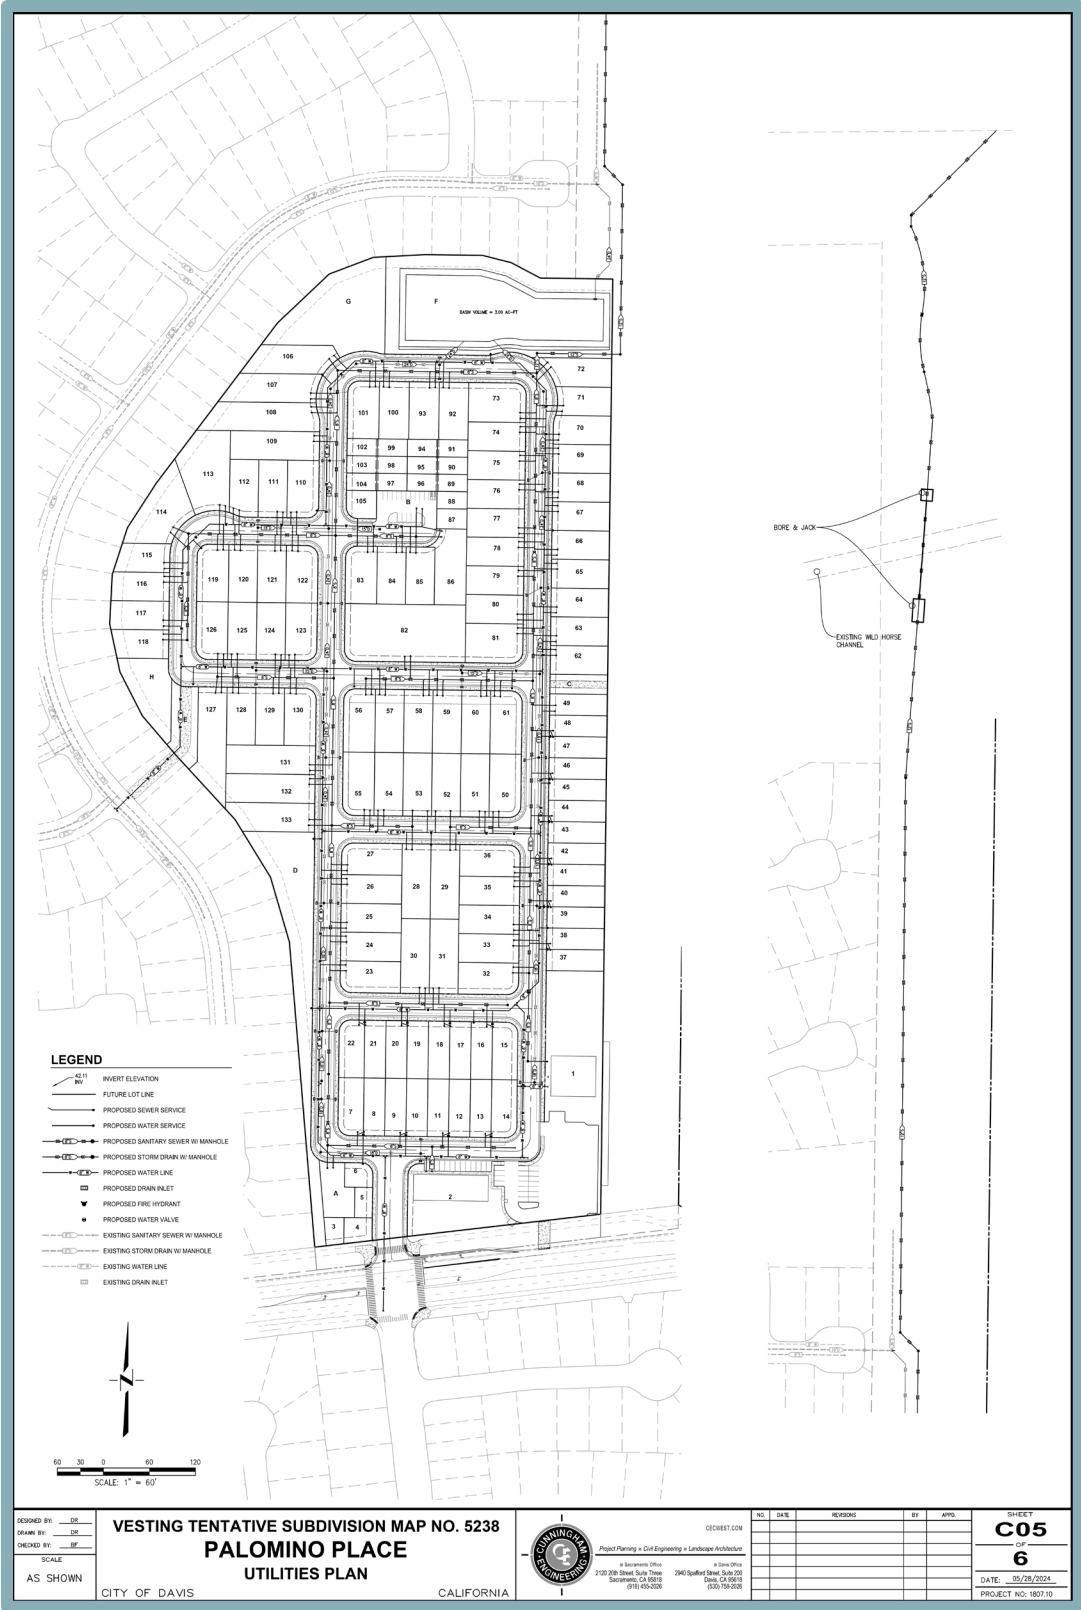 G
F
BASIN VOLUME = 3.00 AC-FT
106
72
107
101
100
93
92
73
71
108
74
70
109
102
99
94
91
69
103
98
95
90
75
113
112
111
110
104
97
96
89
76
68
105
B
88
114
87
77
67
BORE & JACK
115
78
66
116
119
120
121
122
83
84
85
86
79
65
117
80
64
126
125
124
123
82
81
63
118
62
EXISTING WILD HORSE
CHANNEL
H
C
E
127
128
129
130
56
57
58
59
60
61
49
48
47
131
46
132
55
54
53
52
51
50
45
44
133
43
27
36
42
D
26
28
29
35
41
40
25
34
39
24
33
38
30
31
37
23
32
22
21
20
19
18
17
16
15
1
7
8
9
10
11
12
13
14
6
A
5
2
3
4
LEGEND
42.11
INV
INVERT ELEVATION
FUTURE LOT LINE
PROPOSED SEWER SERVICE
PROPOSED WATER SERVICE
PROPOSED SANITARY SEWER W/ MANHOLE
PROPOSED STORM DRAIN W/ MANHOLE
PROPOSED WATER LINE
PROPOSED DRAIN INLET
PROPOSED FIRE HYDRANT
PROPOSED WATER VALVE
EXISTING SANITARY SEWER W/ MANHOLE
EXISTING STORM DRAIN W/ MANHOLE
EXISTING WATER LINE
EXISTING DRAIN INLET
N
60 30 0 60 120
SCALE: 1" = 60'
DESIGNED BY: DR
DRAWN BY: DR
CHECKED BY: BF
SCALE
AS SHOWN
VESTING TENTATIVE SUBDIVISION MAP NO. 5238
PALOMINO PLACE
UTILITIES PLAN
CITY OF DAVIS
CALIFORNIA
CUNNINGHAM
CE
ENGINEERING
CECWEST.COM
Project Planning ■ Civil Engineering ■ Landscape Architecture
■ Sacramento Office
2120 20th Street, Suite Three
Sacramento, CA 95818
(916) 455-2026
■ Davis Office
2940 Spafford Street, Suite 200
Davis, CA 95618
(530) 758-2026
NO. DATE REVISIONS BY APPD.
SHEET
C05
OF
6
DATE: 05/28/2024
PROJECT NO: 1807.10